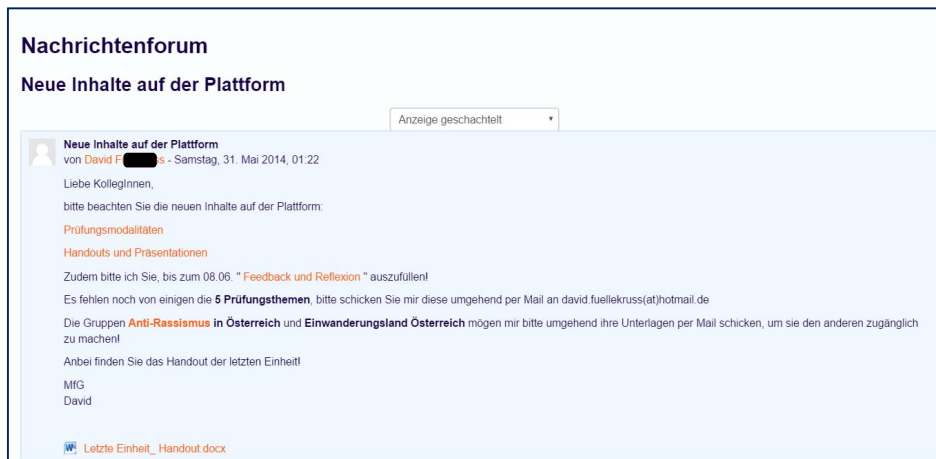 Nachrichtenforum
Neue Inhalte auf der Plattform
Anzeige geschachtelt
Neue Inhalte auf der Plattform
von David F s - Samstag, 31. Mai 2014, 01:22
Liebe KollegInnen,
bitte beachten Sie die neuen Inhalte auf der Plattform:
Prüfungsmodalitäten
Handouts und Präsentationen
Zudem bitte ich Sie, bis zum 08.06. " Feedback und Reflexion " auszufüllen!
Es fehlen noch von einigen die 5 Prüfungsthemen, bitte schicken Sie mir diese umgehend per Mail an david.fuellekruss(at)hotmail.de
Die Gruppen Anti-Rassismus in Österreich und Einwanderungsland Österreich mögen mir bitte umgehend ihre Unterlagen per Mail schicken, um sie den anderen zugänglich
zu machen!
Anbei finden Sie das Handout der letzten Einheit!
MfG
David
Letzte Einheit_ Handout.docx